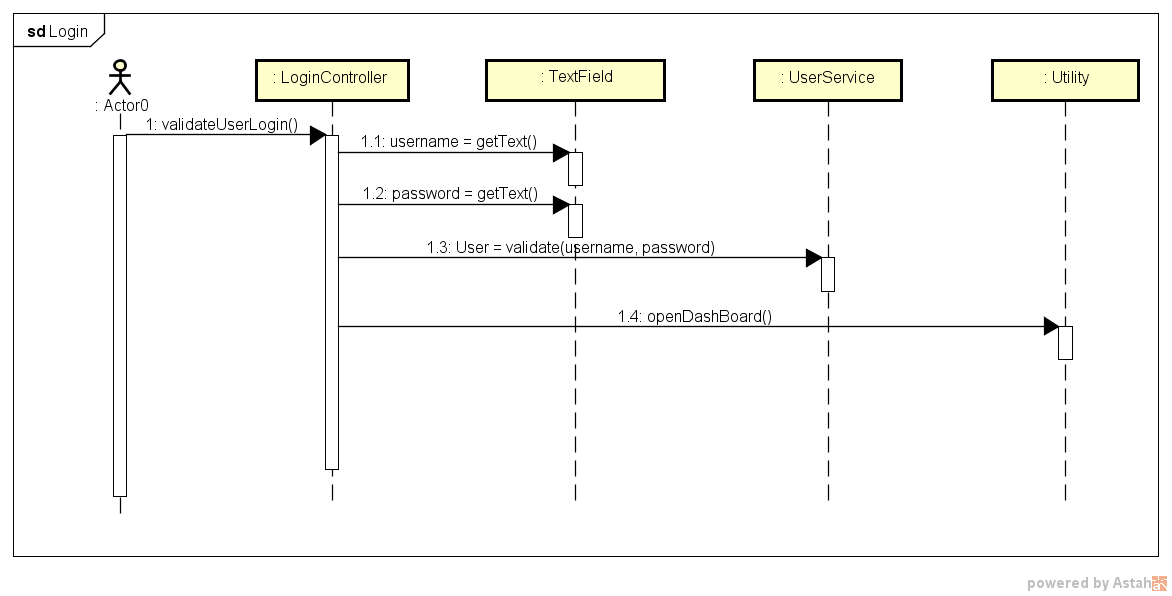 sd Login
: LoginController
: TextField
: UserService
: Utility
: Actor0
1: validateUserLogin()
1.1: username = getText()
1.2: password = getText()
1.3: User = validate(username, password)
1.4: openDashBoard()
powered by Astah